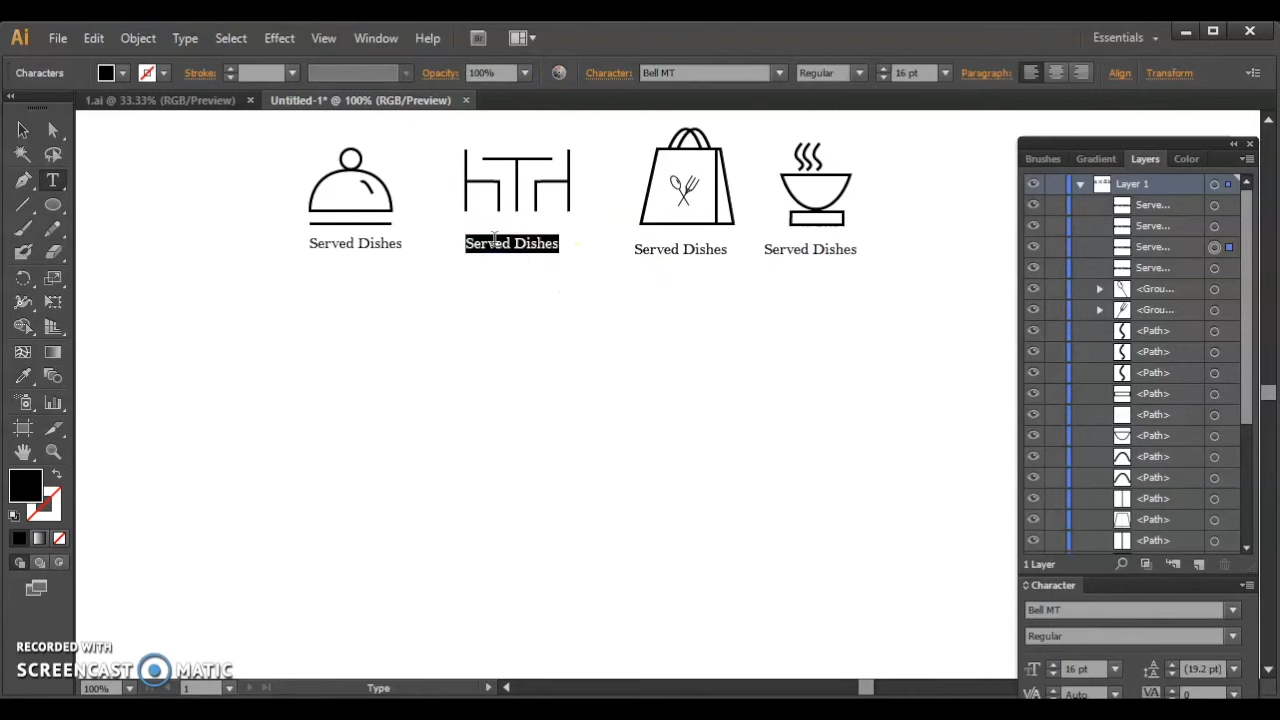 Ai File Edit Object Type Select Effect View Window Help Br Essentials
Characters Stroke: Opacity: 100% Character: Bell MT Regular 16 pt Paragraph: Align Transform
1.ai @ 33.33% (RGB/Preview) × Untitled-1* @ 100% (RGB/Preview) ×
Brushes Gradient Layers Color
Layer 1
Serve...
Serve...
Serve...
Serve...
<Grou...
<Grou...
<Path>
<Path>
<Path>
<Path>
<Path>
<Path>
<Path>
<Path>
<Path>
<Path>
<Path>
1 Layer
Served Dishes Served Dishes Served Dishes Served Dishes
Character
Bell MT
Regular
16 pt (19.2 pt)
Auto 0
RECORDED WITH
SCREENCAST MATIC
100% 1 Type